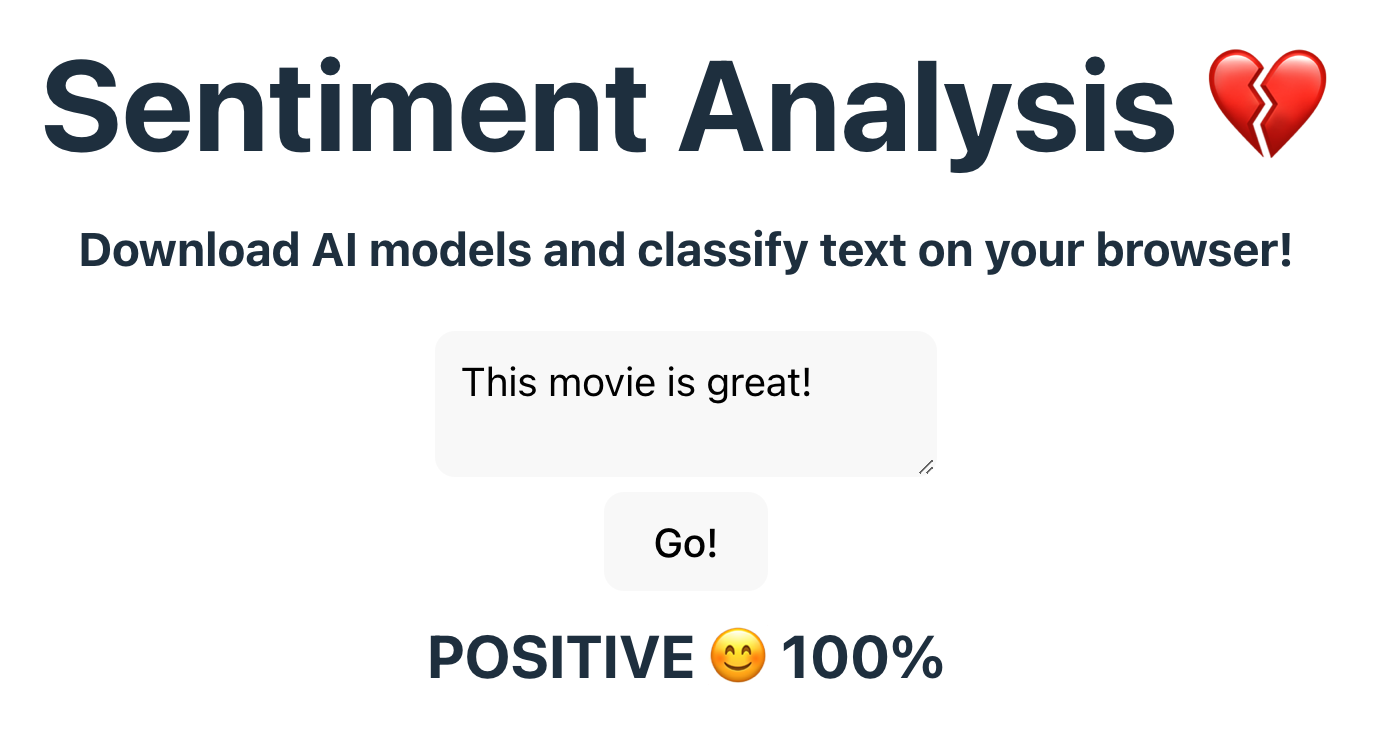 Sentiment Analysis 💔
Download AI models and classify text on your browser!
This movie is great!
Go!
POSITIVE 😊 100%